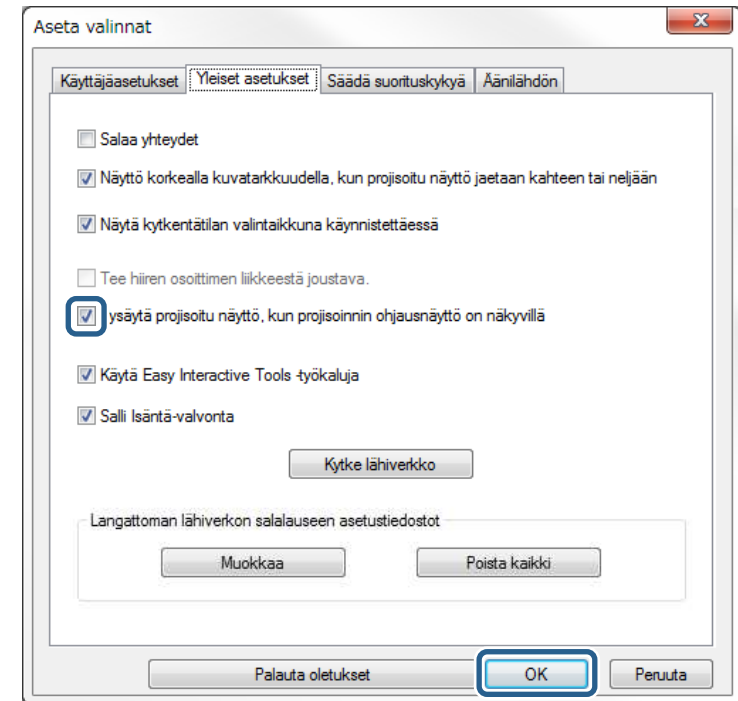 Aseta valinnat
Käyttäjäasetukset Yleiset asetukset Säädä suorituskykyä Äänilähdön
Salaa yhteydet
Näyttö korkealla kuvatarkkuudella, kun projisoitu näyttö jaetaan kahteen tai neljään
Näytä kytkentätilan valintaikkuna käynnistettäessä
Tee hiiren osoittimen liikkeestä joustava.
ysäytä projisoitu näyttö, kun projisoinnin ohjausnäyttö on näkyvillä
Käytä Easy Interactive Tools -työkaluja
Salli Isäntä-valvonta
Kytke lähiverkko
Langattoman lähiverkon salalauseen asetustiedostot
Muokkaa Poista kaikki
Palauta oletukset OK Peruuta